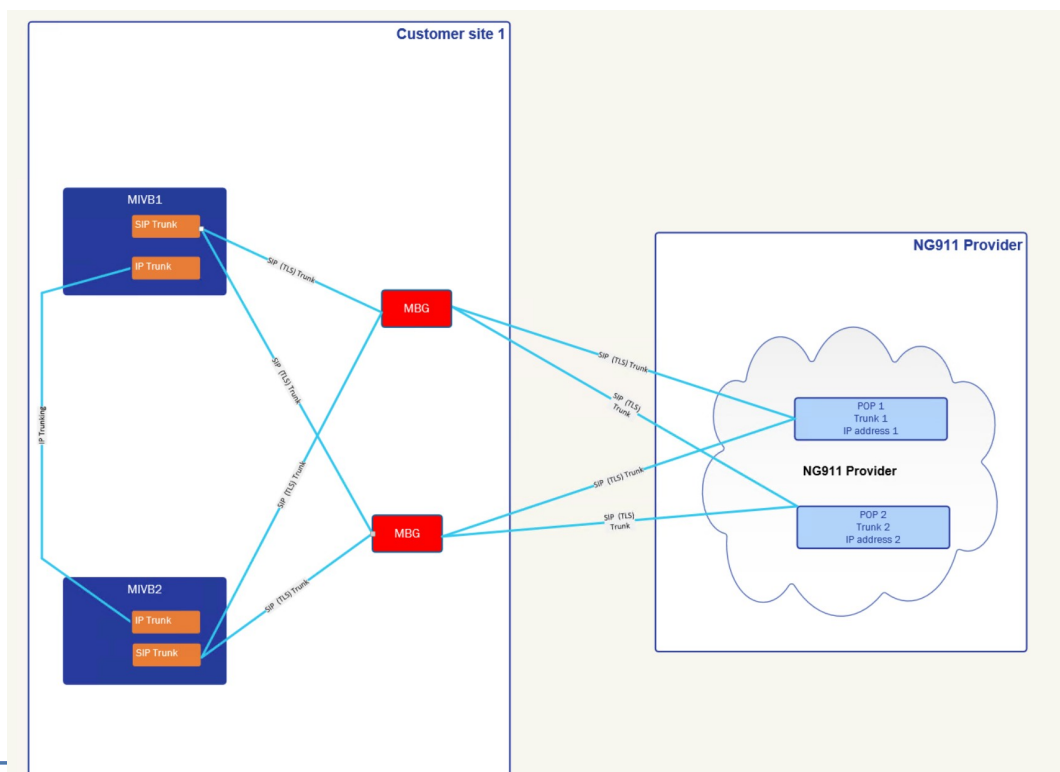 Customer site 1
MIVB1
SIP Trunk
IP Trunk
SIP (TLS) Trunk
MBG
NG911 Provider
SIP (TLS) Trunk
SIP (TLS)
Trunk
SIP (TLS) Trunk
POP 1
Trunk 1
IP address 1
IP Trunking
NG911 Provider
SIP (TLS) Trunk
SIP (TLS) Trunk
MBG
SIP (TLS)
Trunk
POP 2
Trunk 2
IP address 2
MIVB2
SIP (TLS) Trunk
IP Trunk
SIP Trunk